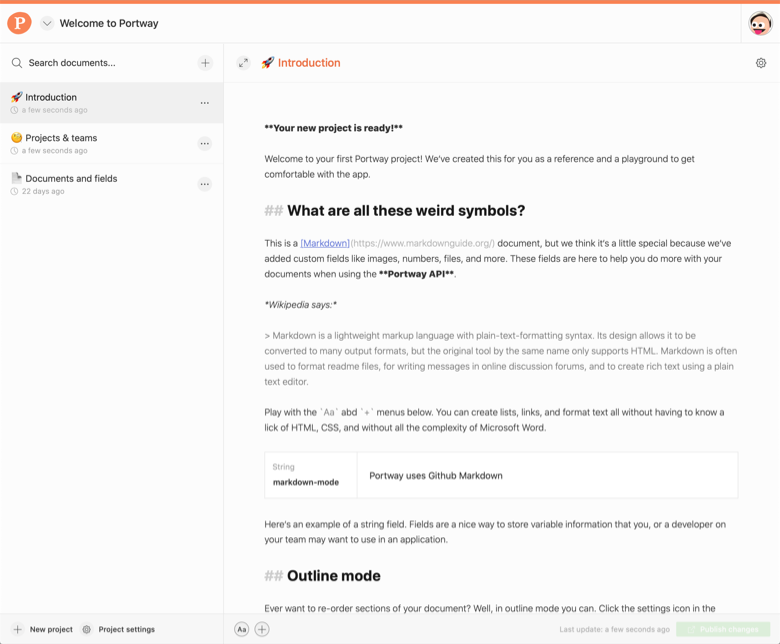 P Welcome to Portway
Search documents...
🚀 Introduction
a few seconds ago
Projects & teams
a few seconds ago
Documents and fields
22 days ago
New project Project settings
🚀 Introduction
**Your new project is ready!**
Welcome to your first Portway project! We've created this for you as a reference and a playground to get
comfortable with the app.
## What are all these weird symbols?
This is a [Markdown](https://www.markdownguide.org/) document, but we think it's a little special because we've
added custom fields like images, numbers, files, and more. These fields are here to help you do more with your
documents when using the **Portway API**.
*Wikipedia says:*
> Markdown is a lightweight markup language with plain-text-formatting syntax. Its design allows it to be
converted to many output formats, but the original tool by the same name only supports HTML. Markdown is often
used to format readme files, for writing messages in online discussion forums, and to create rich text using a plain
text editor.
Play with the `Aa` abd `+` menus below. You can create lists, links, and format text all without having to know a
lick of HTML, CSS, and without all the complexity of Microsoft Word.
String
markdown-mode
Portway uses Github Markdown
Here's an example of a string field. Fields are a nice way to store variable information that you, or a developer on
your team may want to use in an application.
## Outline mode
Ever want to re-order sections of your document? Well, in outline mode you can. Click the settings icon in the
Aa
Last update: a few seconds ago
Publish changes